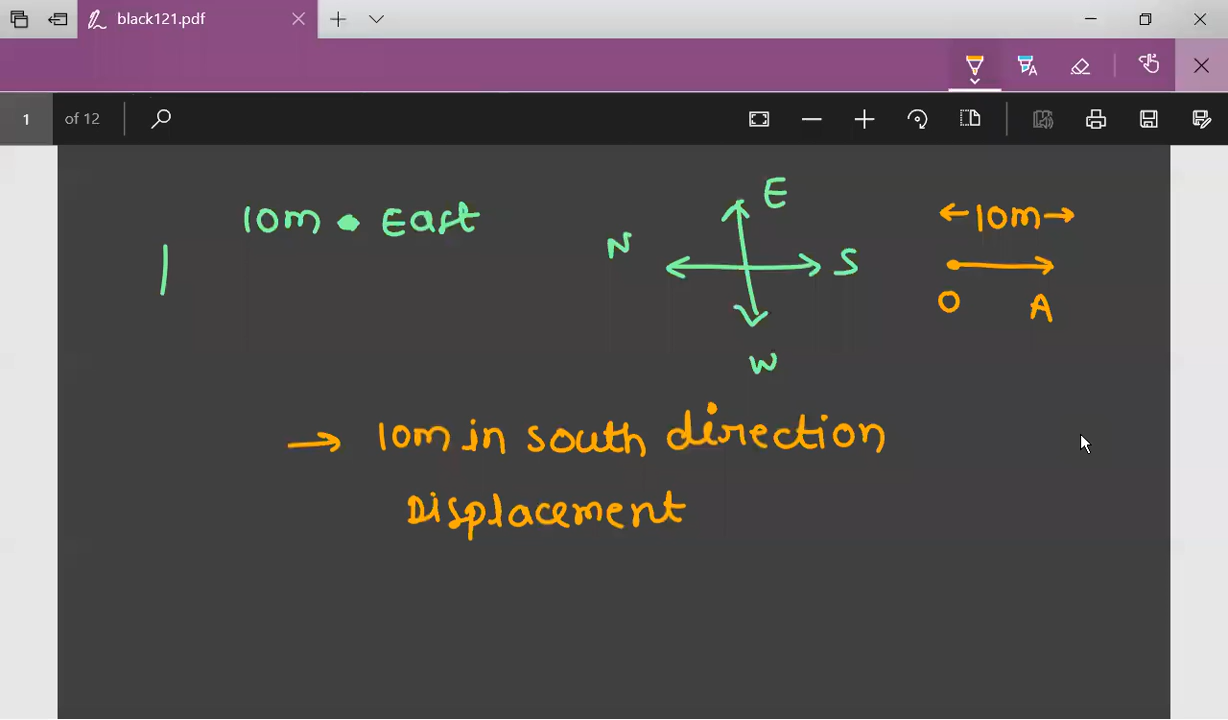 black121.pdf
1 of 12
10m • East
E
N
S
W
10m
O A
→ 10m in south direction
Displacement